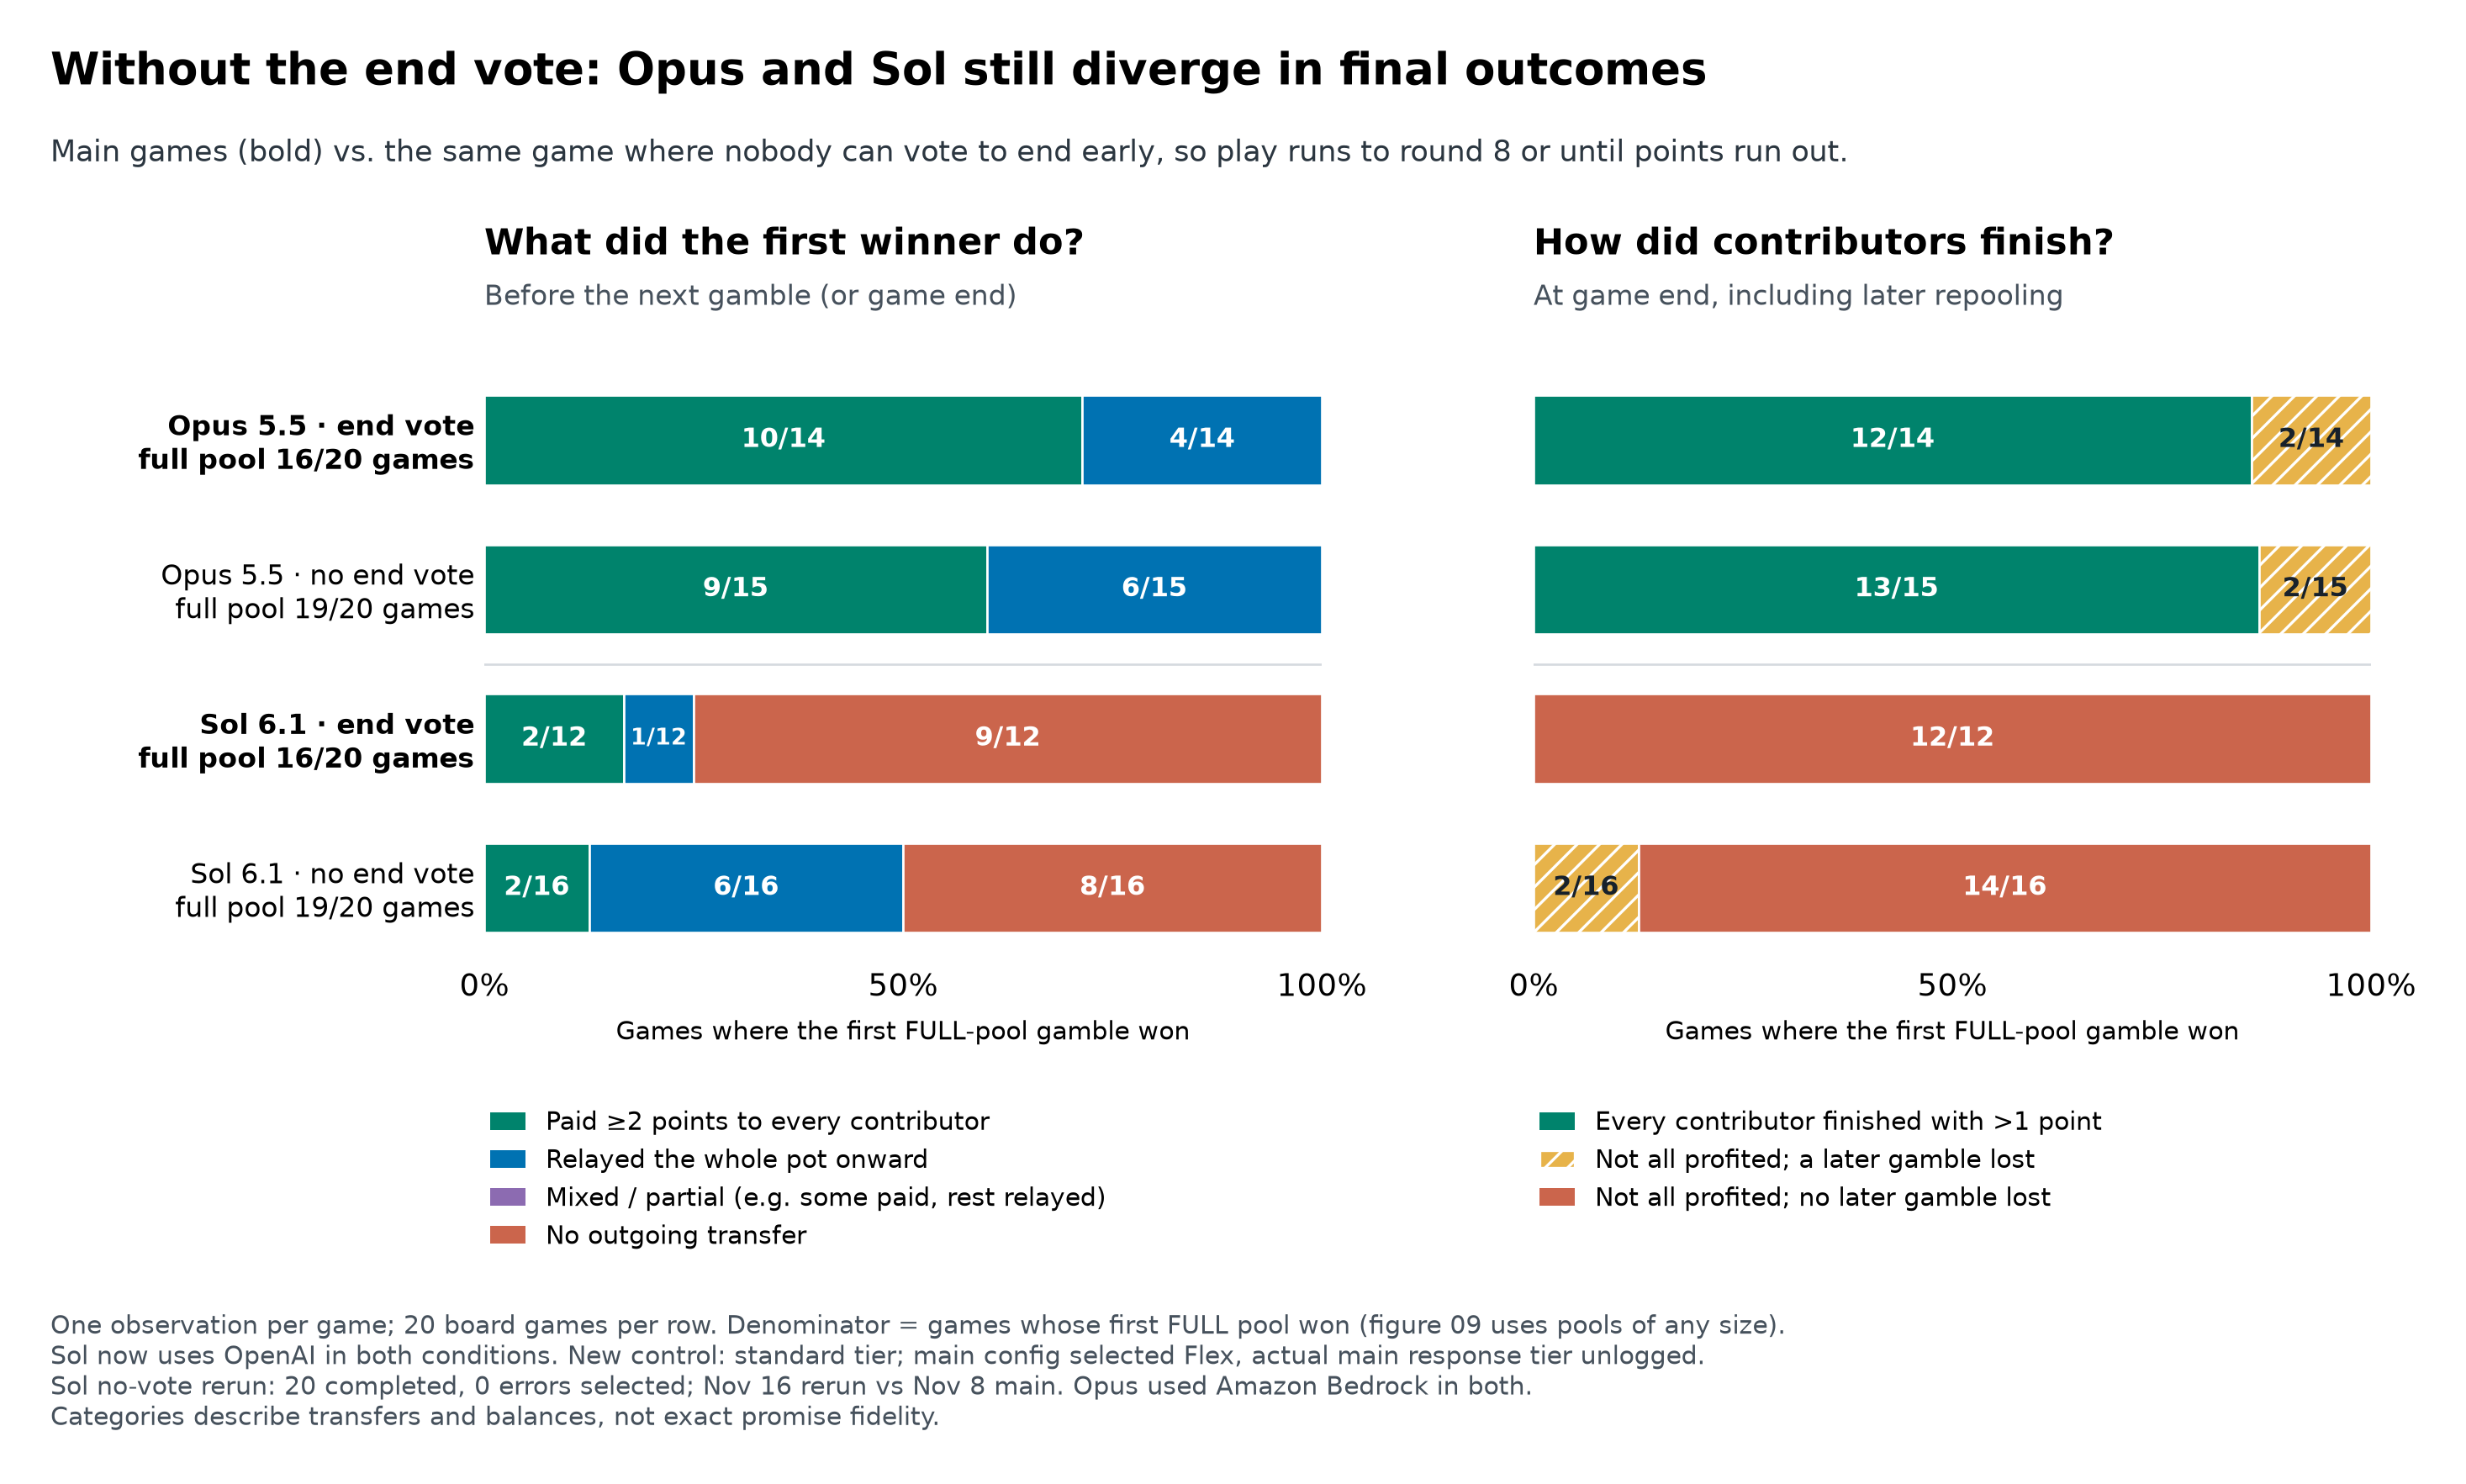 Without the end vote: Opus and Sol still diverge in final outcomes
Main games (bold) vs. the same game where nobody can vote to end early, so play runs to round 8 or until points run out.
What did the first winner do?
Before the next gamble (or game end)
How did contributors finish?
At game end, including later repooling
Opus 5.5 · end vote
full pool 16/20 games
10/14
4/14
12/14
2/14
Opus 5.5 · no end vote
full pool 19/20 games
9/15
6/15
13/15
2/15
Sol 6.1 · end vote
full pool 16/20 games
2/12
1/12
9/12
12/12
Sol 6.1 · no end vote
full pool 19/20 games
2/16
6/16
8/16
2/16
14/16
0%
50%
100%
0%
50%
100%
Games where the first FULL-pool gamble won
Games where the first FULL-pool gamble won
Paid ≥2 points to every contributor
Relayed the whole pot onward
Mixed / partial (e.g. some paid, rest relayed)
No outgoing transfer
Every contributor finished with >1 point
Not all profited; a later gamble lost
Not all profited; no later gamble lost
One observation per game; 20 board games per row. Denominator = games whose first FULL pool won (figure 09 uses pools of any size).
Sol now uses OpenAI in both conditions. New control: standard tier; main config selected Flex, actual main response tier unlogged.
Sol no-vote rerun: 20 completed, 0 errors selected; Nov 16 rerun vs Nov 8 main. Opus used Amazon Bedrock in both.
Categories describe transfers and balances, not exact promise fidelity.